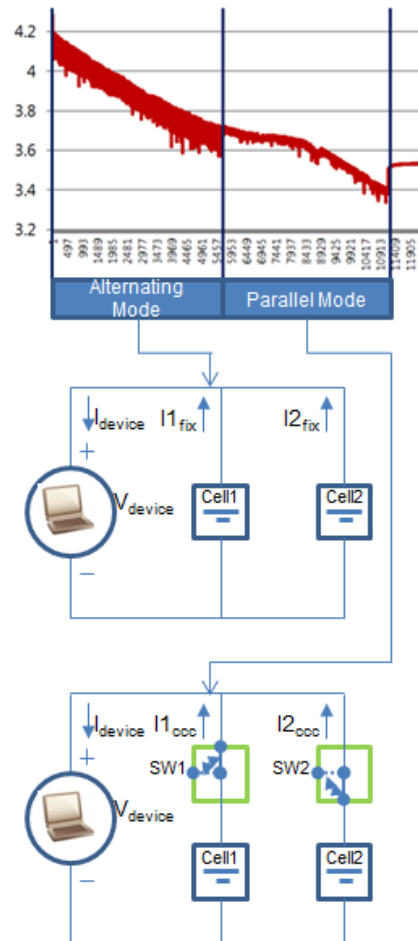 4.2
4
3.8
3.6
3.4
3.2
497
993
1489
1985
2481
2977
3473
3969
4465
4961
5457
5953
6449
6945
7441
7937
8433
8929
9425
9921
10417
10913
11409
11905
Alternating
Mode
Parallel Mode
Idevice
I1fix
I2fix
+
Vdevice
−
Cell1
Cell2
Idevice
I1ccc
I2ccc
+
SW1
SW2
Vdevice
−
Cell1
Cell2